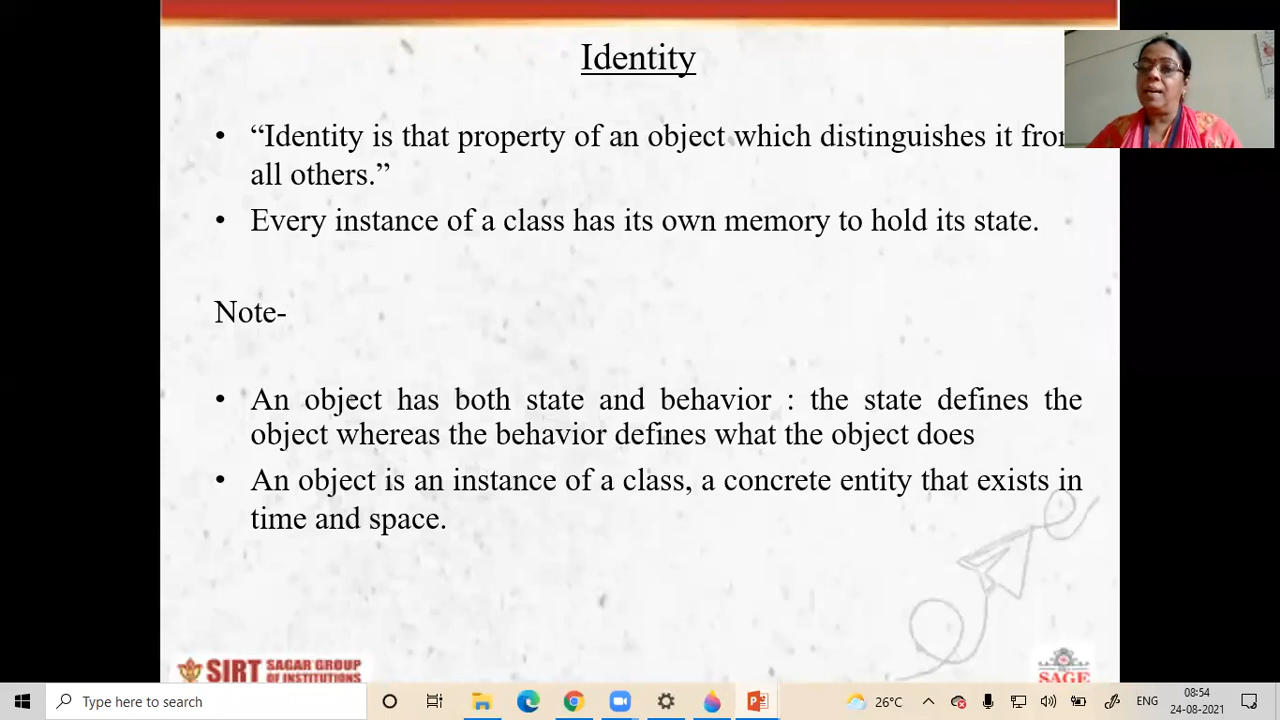 Identity
• “Identity is that property of an object which distinguishes it from
all others.”
• Every instance of a class has its own memory to hold its state.
Note-
• An object has both state and behavior : the state defines the
object whereas the behavior defines what the object does
• An object is an instance of a class, a concrete entity that exists in
time and space.
SIRT SAGAR GROUP
OF INSTITUTIONS
SAGE
Type here to search
26°C
ENG
08:54
24-08-2021